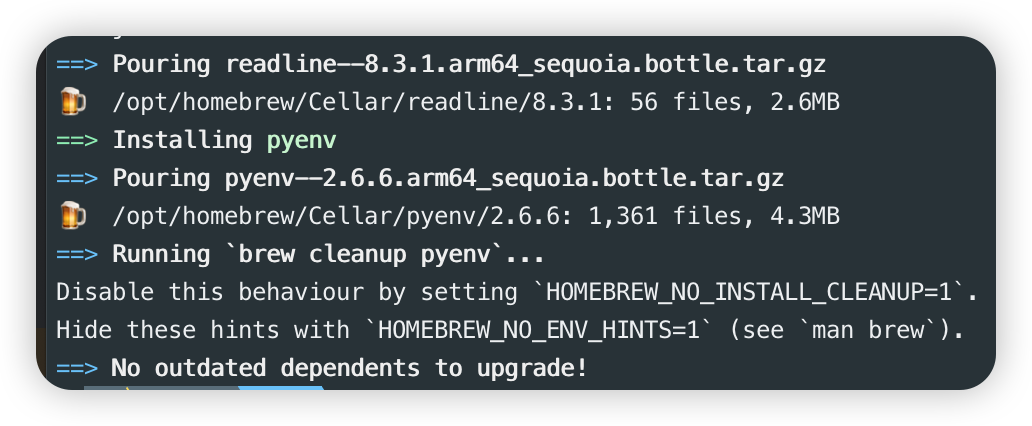 ==> Pouring readline--8.3.1.arm64_sequoia.bottle.tar.gz
🍺 /opt/homebrew/Cellar/readline/8.3.1: 56 files, 2.6MB
==> Installing pyenv
==> Pouring pyenv--2.6.6.arm64_sequoia.bottle.tar.gz
🍺 /opt/homebrew/Cellar/pyenv/2.6.6: 1,361 files, 4.3MB
==> Running `brew cleanup pyenv`...
Disable this behaviour by setting `HOMEBREW_NO_INSTALL_CLEANUP=1`.
Hide these hints with `HOMEBREW_NO_ENV_HINTS=1` (see `man brew`).
==> No outdated dependents to upgrade!